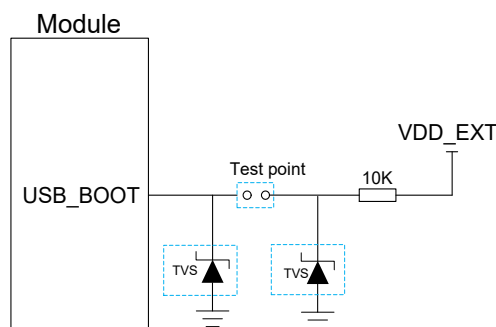 Module
VDD_EXT
Test point
10K
USB_BOOT
TVS
TVS